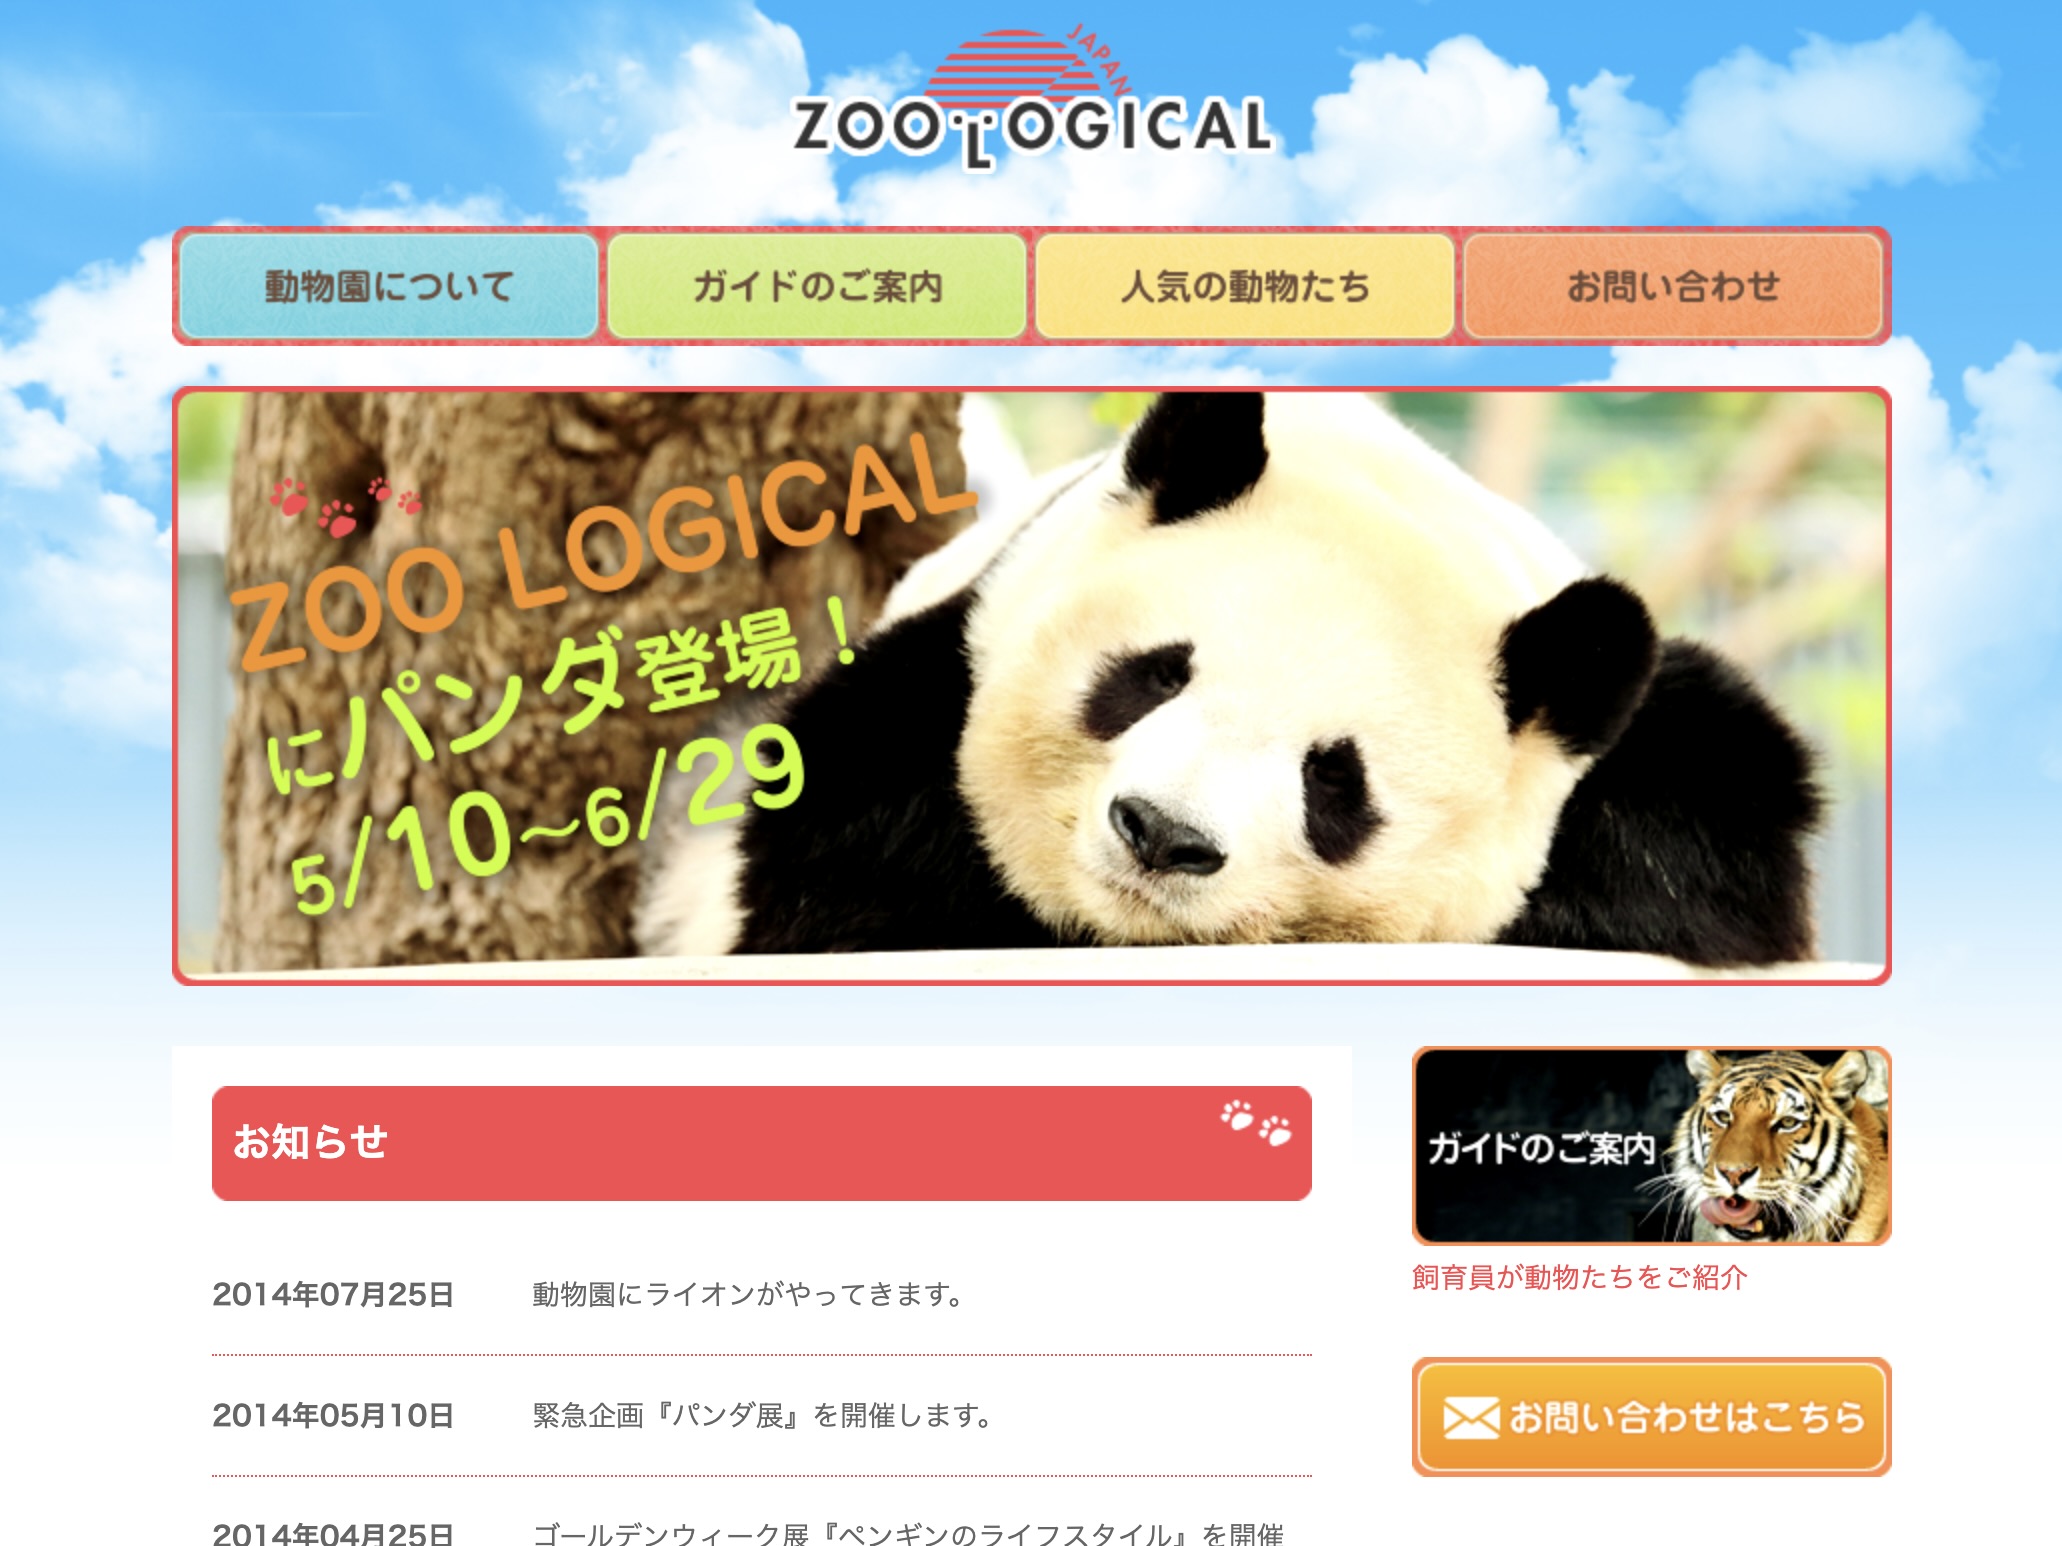 JAPAN
ZOO LOGICAL
動物園について
ガイドのご案内
人気の動物たち
お問い合わせ
ZOO LOGICAL
にパンダ登場！
5/10～6/29
お知らせ
2014年07月25日 動物園にライオンがやってきます。
2014年05月10日 緊急企画『パンダ展』を開催します。
2014年04月25日 ゴールデンウィーク展『ペンギンのライフスタイル』を開催
ガイドのご案内
飼育員が動物たちをご紹介
お問い合わせはこちら